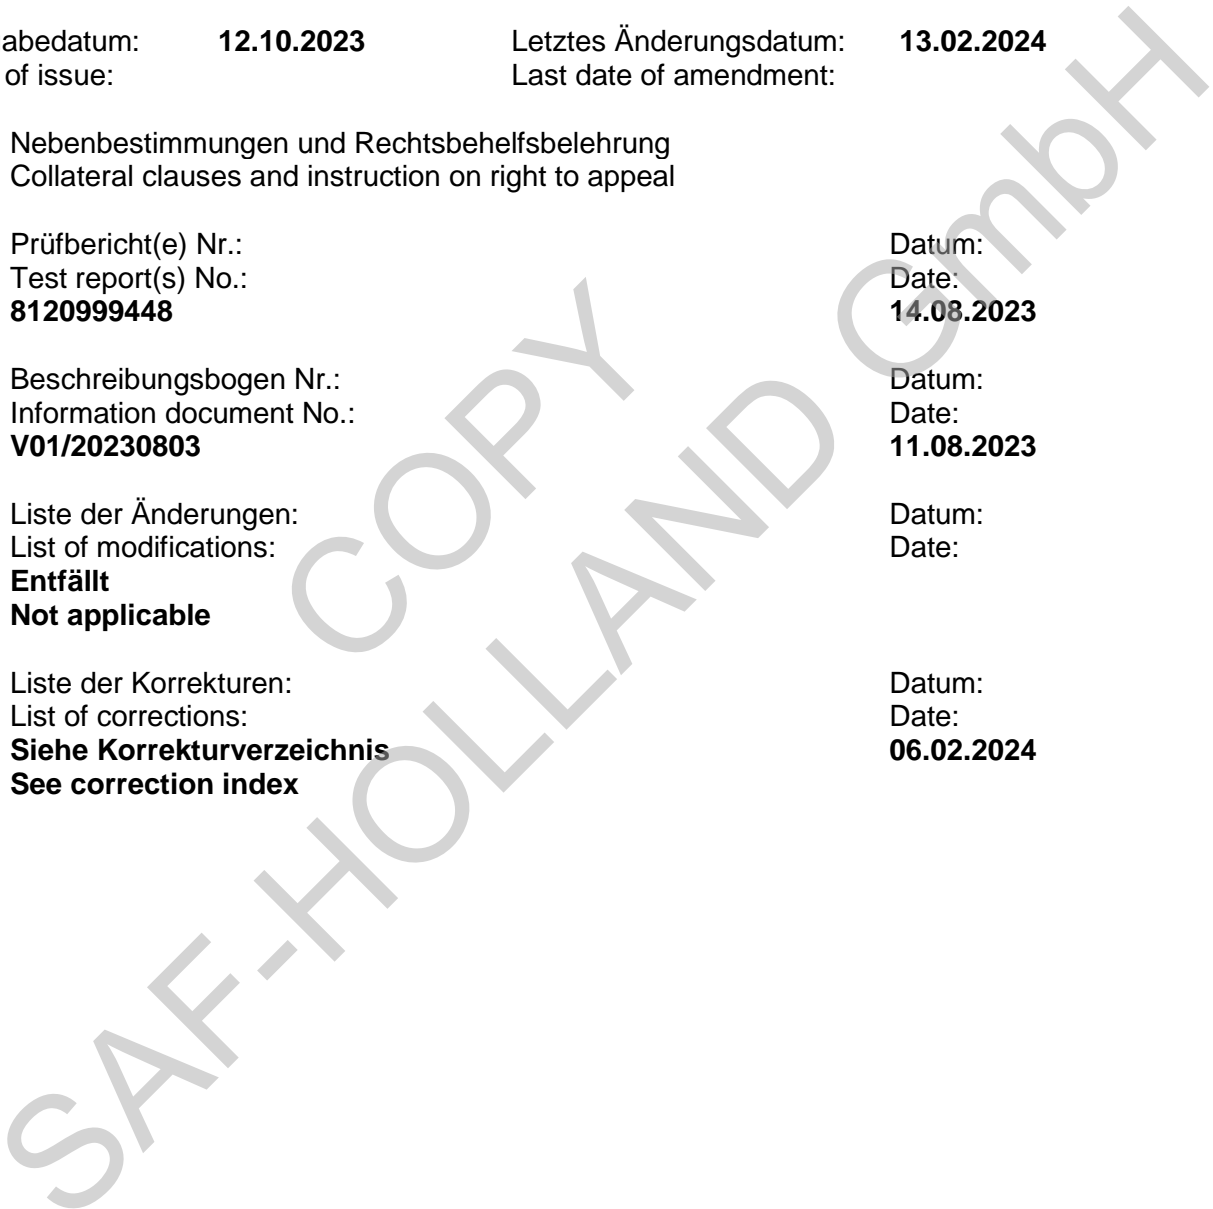 abedatum: 12.10.2023 Letztes Änderungsdatum: 13.02.2024
of issue: Last date of amendment:
Nebenbestimmungen und Rechtsbehelfsbelehrung
Collateral clauses and instruction on right to appeal
Prüfbericht(e) Nr.: Datum:
Test report(s) No.: Date:
8120999448 14.08.2023
Beschreibungsbogen Nr.: Datum:
Information document No.: Date:
V01/20230803 11.08.2023
Liste der Änderungen: Datum:
List of modifications: Date:
Entfällt
Not applicable
Liste der Korrekturen: Datum:
List of corrections: Date:
Siehe Korrekturverzeichnis 06.02.2024
See correction index
COPY
SAF-HOLLAND GmbH